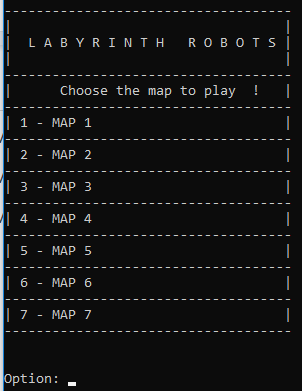 L A B Y R I N T H   R O B O T S
Choose the map to play !
1 - MAP 1
2 - MAP 2
3 - MAP 3
4 - MAP 4
5 - MAP 5
6 - MAP 6
7 - MAP 7
Option: